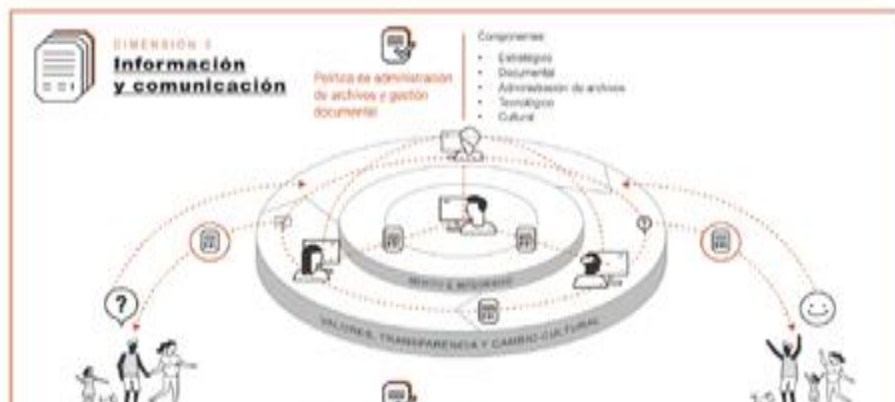 DIMENSIÓN 5
Información
y comunicación
Política de administración
de archivos y gestión
documental
Componentes
• Estratégico
• Documental
• Administración de archivos
• Tecnológico
• Cultural
?
VALORES, TRANSPARENCIA Y CAMBIO CULTURAL